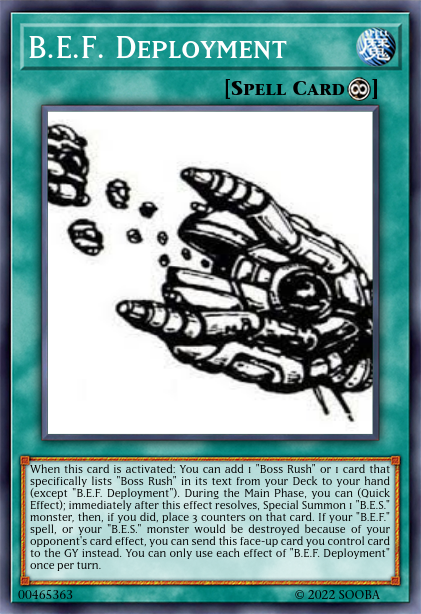 B.E.F. Deployment
魔
[Spell Card]
When this card is activated: You can add 1 "Boss Rush" or 1 card that
specifically lists "Boss Rush" in its text from your Deck to your hand
(except "B.E.F. Deployment"). During the Main Phase, you can (Quick
Effect); immediately after this effect resolves, Special Summon 1 "B.E.S."
monster, then, if you did, place 3 counters on that card. If your "B.E.F."
spell, or your "B.E.S." monster would be destroyed because of your
opponent's card effect, you can send this face-up card you control card
to the GY instead. You can only use each effect of "B.E.F. Deployment"
once per turn.
00465363 © 2022 SOOBA